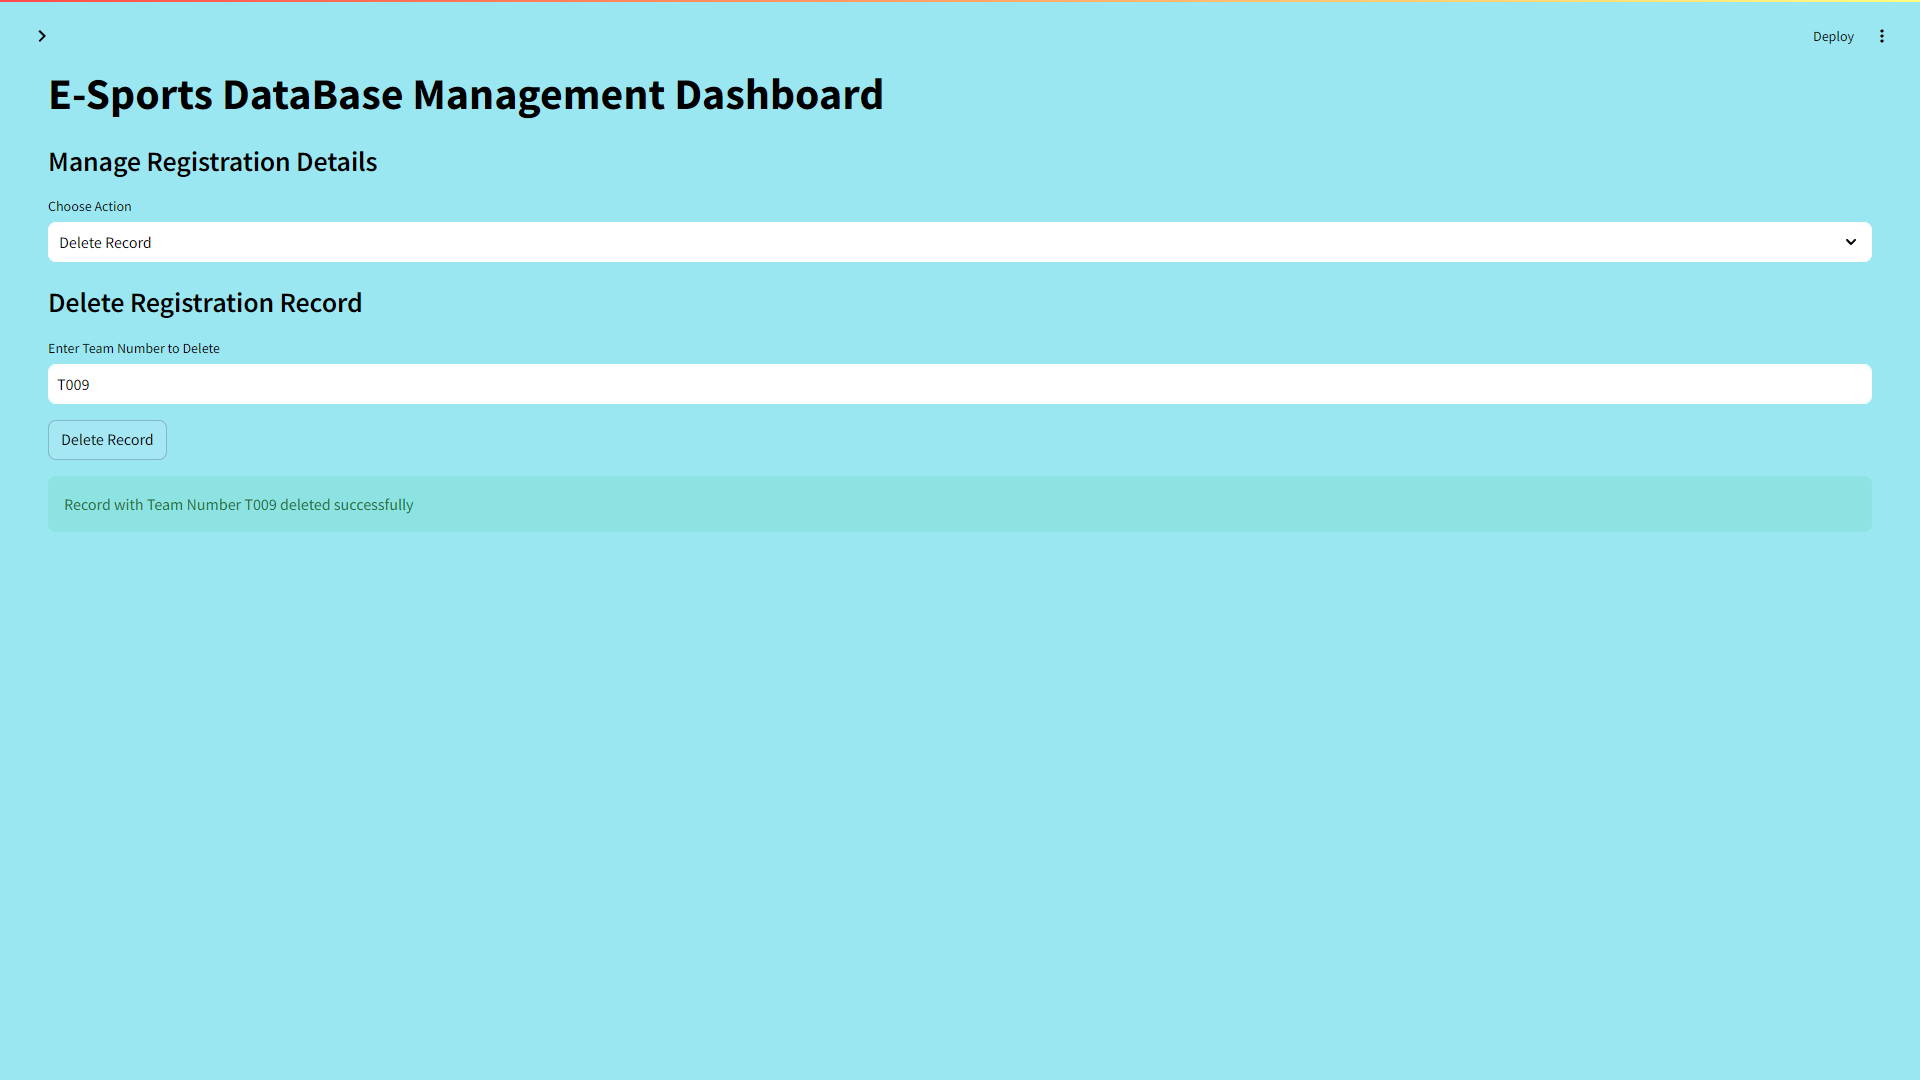 Deploy
E-Sports DataBase Management Dashboard
Manage Registration Details
Choose Action
Delete Record
Delete Registration Record
Enter Team Number to Delete
T009
Delete Record
Record with Team Number T009 deleted successfully